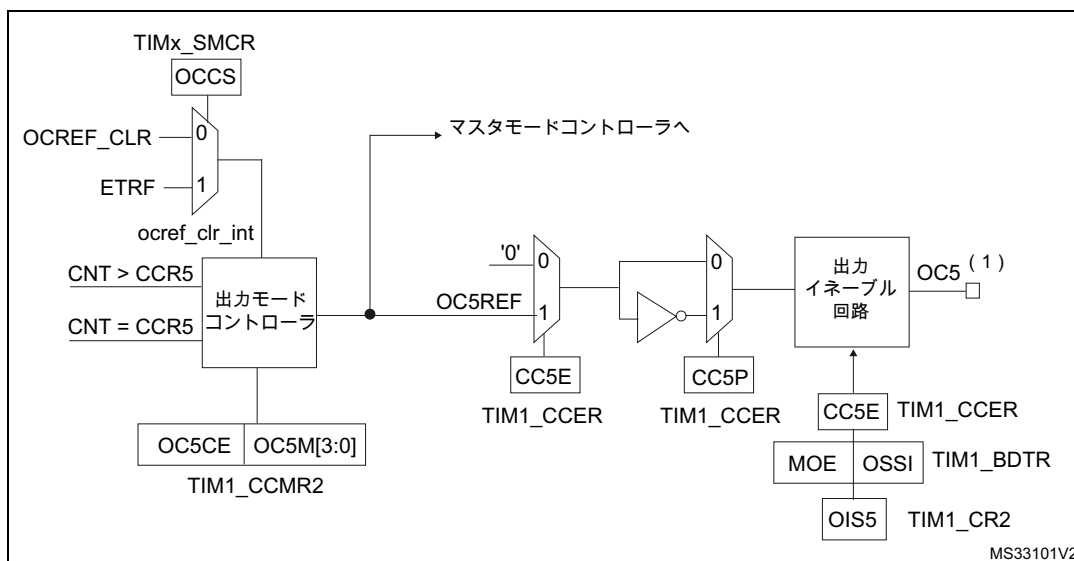 TIMx_SMCR
OCCS
OCREF_CLR
0
ETRF
1
ocref_clr_int
マスタモードコントローラへ
CNT > CCR5
CNT = CCR5
出力モード
コントローラ
'0'
0
OC5REF
1
0
1
出力
イネーブル
回路
OC5 (1)
CC5E
TIM1_CCER
CC5P
TIM1_CCER
CC5E
TIM1_CCER
OC5CE
OC5M[3:0]
TIM1_CCMR2
MOE
OSSI
TIM1_BDTR
OIS5
TIM1_CR2
MS33101V2